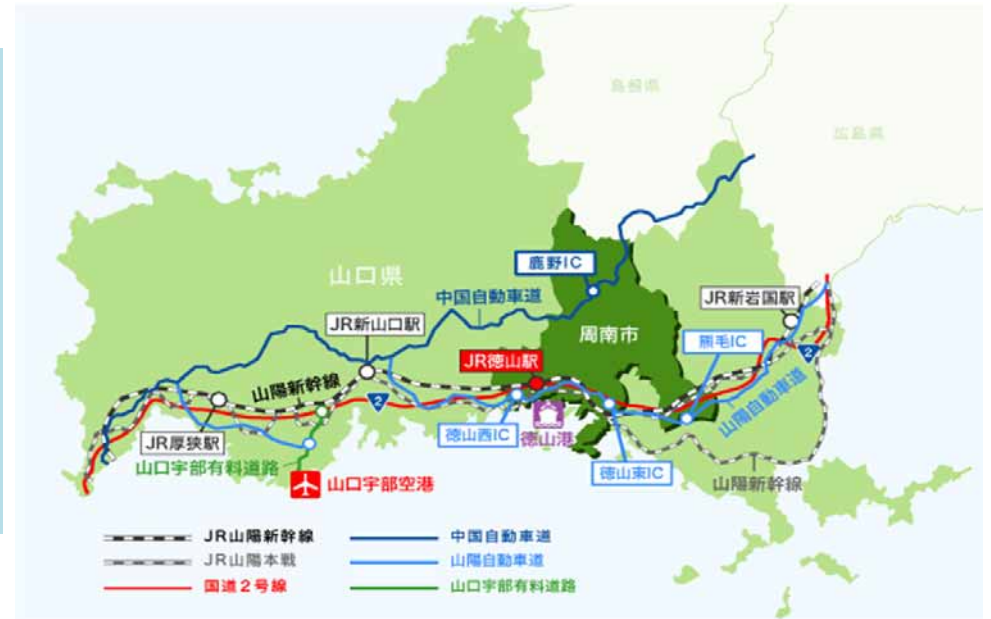 島根県
広島県
山口県
鹿野IC
中国自動車道
JR新岩国駅
JR新山口駅
周南市
熊毛IC
JR徳山駅
2
山陽新幹線
2
山陽自動車道
JR厚狭駅
徳山西IC
徳山港
山口宇部有料道路
徳山東IC
山口宇部空港
山陽新幹線
JR山陽新幹線
中国自動車道
JR山陽本戦
山陽自動車道
国道2号線
山口宇部有料道路